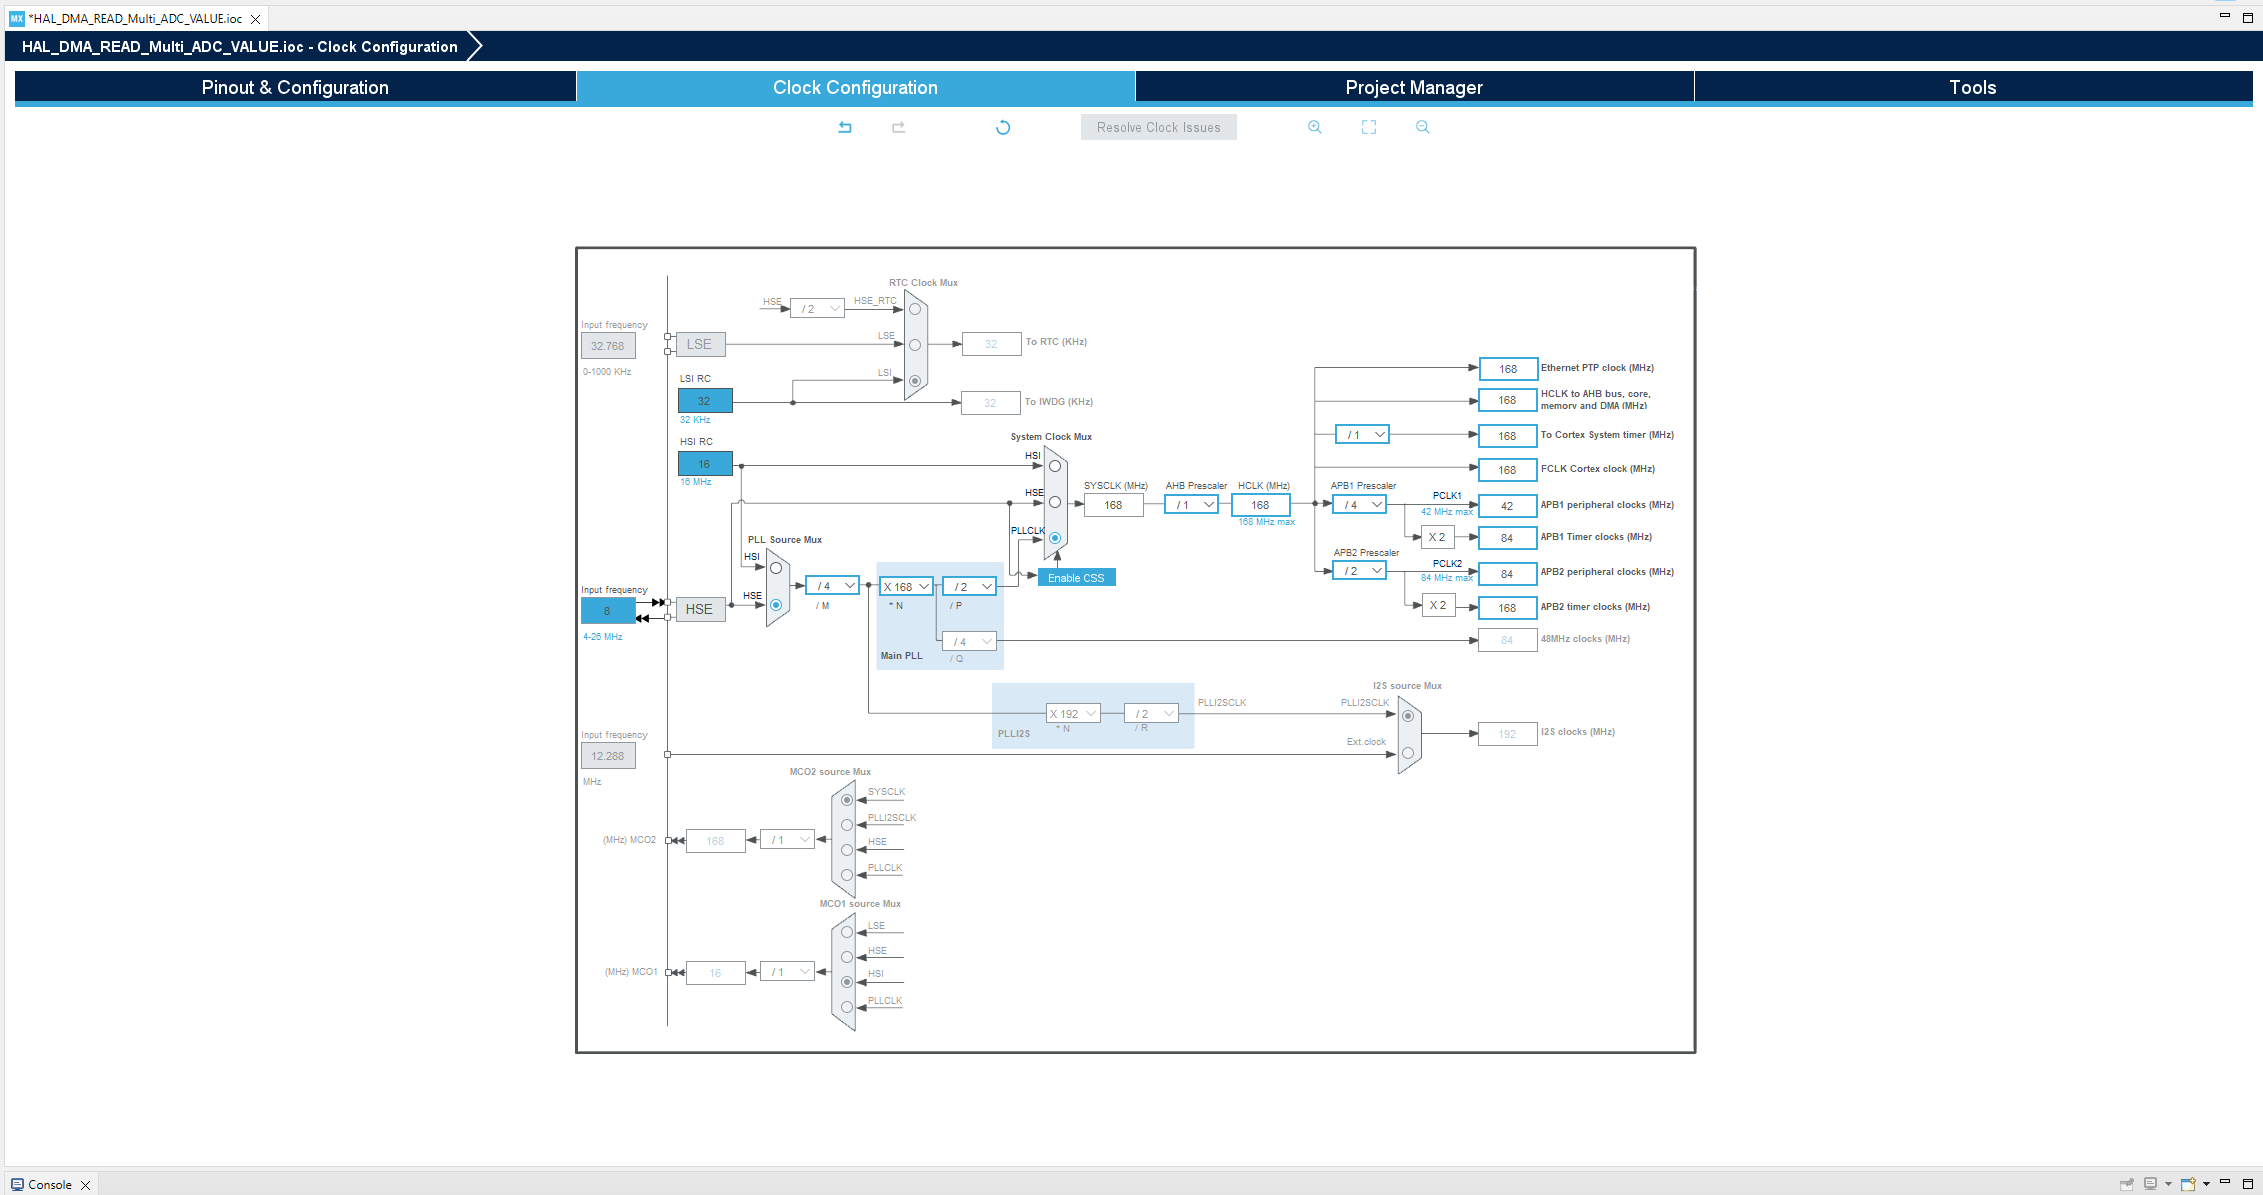 *HAL_DMA_READ_Multi_ADC_VALUE.ioc
HAL_DMA_READ_Multi_ADC_VALUE.ioc - Clock Configuration
Pinout & Configuration
Clock Configuration
Project Manager
Tools
Resolve Clock Issues
RTC Clock Mux
HSE
/ 2
HSE_RTC
Input frequency
32.768
0-1000 KHz
LSE
LSE
32
To RTC (KHz)
LSI RC
LSI
32
32 KHz
32
To IWDG (KHz)
HSI RC
16
16 MHz
System Clock Mux
HSI
HSE
PLLCLK
Enable CSS
SYSCLK (MHz)
168
AHB Prescaler
/ 1
HCLK (MHz)
168
168 MHz max
168
Ethernet PTP clock (MHz)
168
HCLK to AHB bus, core,
memory and DMA (MHz)
/ 1
168
To Cortex System timer (MHz)
168
FCLK Cortex clock (MHz)
APB1 Prescaler
/ 4
PCLK1
42 MHz max
42
APB1 peripheral clocks (MHz)
X 2
84
APB1 Timer clocks (MHz)
APB2 Prescaler
/ 2
PCLK2
84 MHz max
84
APB2 peripheral clocks (MHz)
X 2
168
APB2 timer clocks (MHz)
84
48MHz clocks (MHz)
PLL Source Mux
HSI
HSE
Input frequency
8
4-26 MHz
HSE
/ 4
/ M
X 168
* N
/ 2
/ P
/ 4
/ Q
Main PLL
X 192
* N
/ 2
/ R
PLLI2S
PLLI2SCLK
I2S source Mux
PLLI2SCLK
Ext.clock
192
I2S clocks (MHz)
Input frequency
12.288
MHz
MCO2 source Mux
SYSCLK
PLLI2SCLK
HSE
PLLCLK
(MHz) MCO2
168
/ 1
MCO1 source Mux
LSE
HSE
HSI
PLLCLK
(MHz) MCO1
16
/ 1
Console
MX